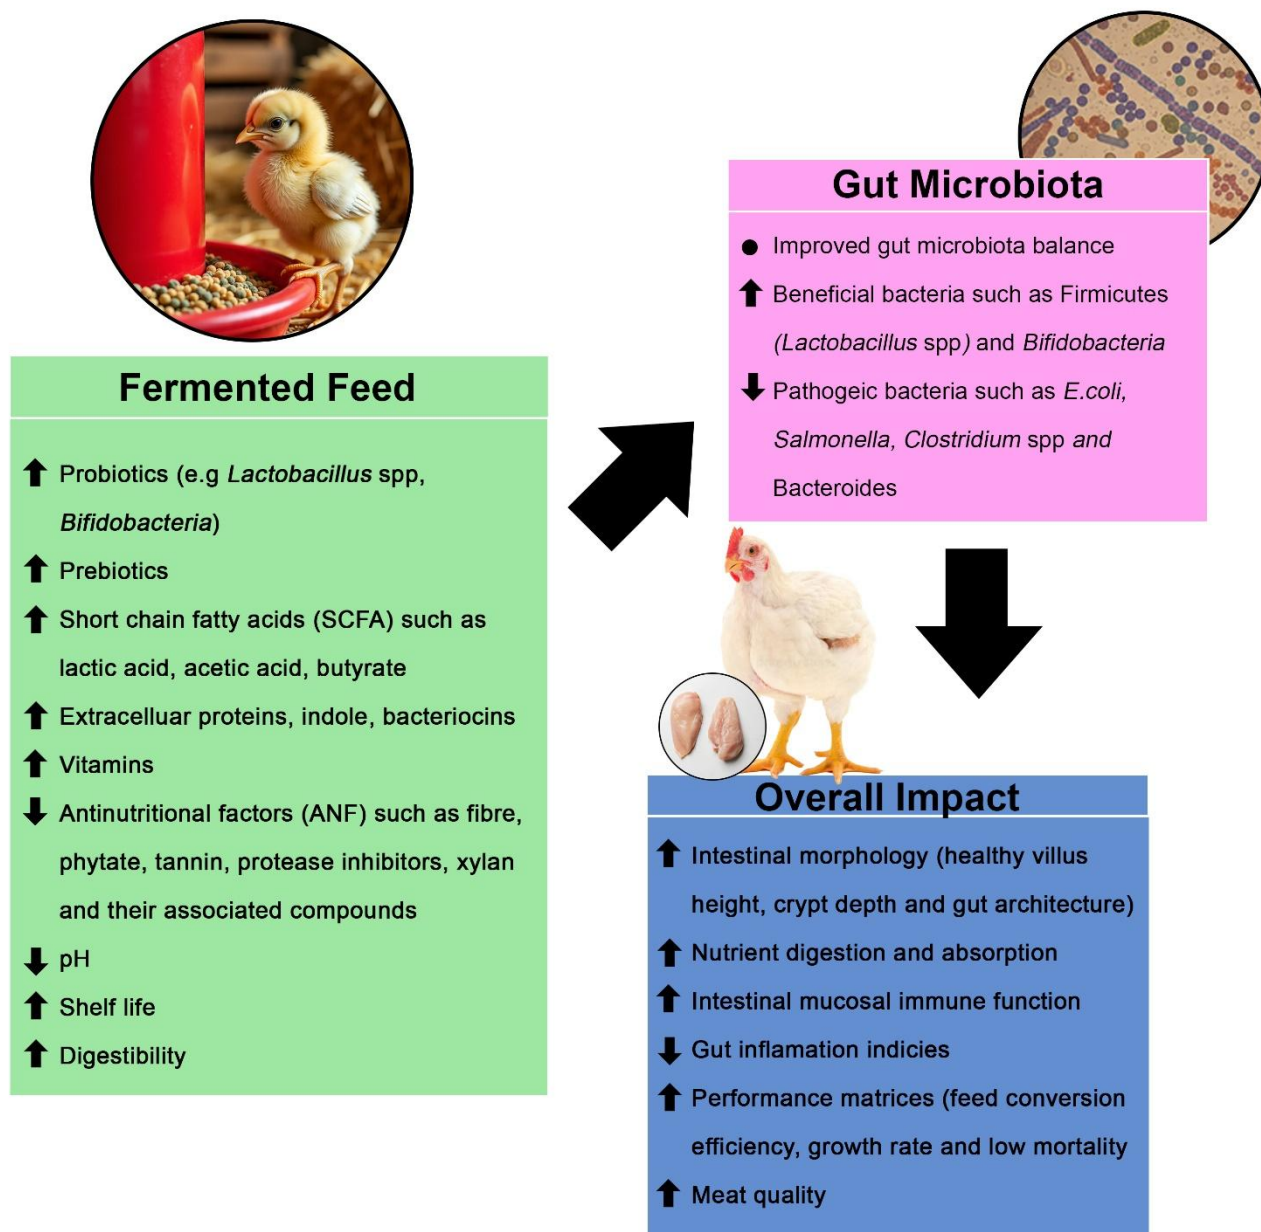 Fermented Feed
↑ Probiotics (e.g Lactobacillus spp,
Bifidobacteria)
↑ Prebiotics
↑ Short chain fatty acids (SCFA) such as
lactic acid, acetic acid, butyrate
↑ Extracelluar proteins, indole, bacteriocins
↑ Vitamins
↓ Antinutritional factors (ANF) such as fibre,
phytate, tannin, protease inhibitors, xylan
and their associated compounds
↓ pH
↑ Shelf life
↑ Digestibility
Gut Microbiota
● Improved gut microbiota balance
↑ Beneficial bacteria such as Firmicutes
(Lactobacillus spp) and Bifidobacteria
↓ Pathogeic bacteria such as E.coli,
Salmonella, Clostridium spp and
Bacteroides
Overall Impact
↑ Intestinal morphology (healthy villus
height, crypt depth and gut architecture)
↑ Nutrient digestion and absorption
↑ Intestinal mucosal immune function
↓ Gut inflamation indicies
↑ Performance matrices (feed conversion
efficiency, growth rate and low mortality
↑ Meat quality